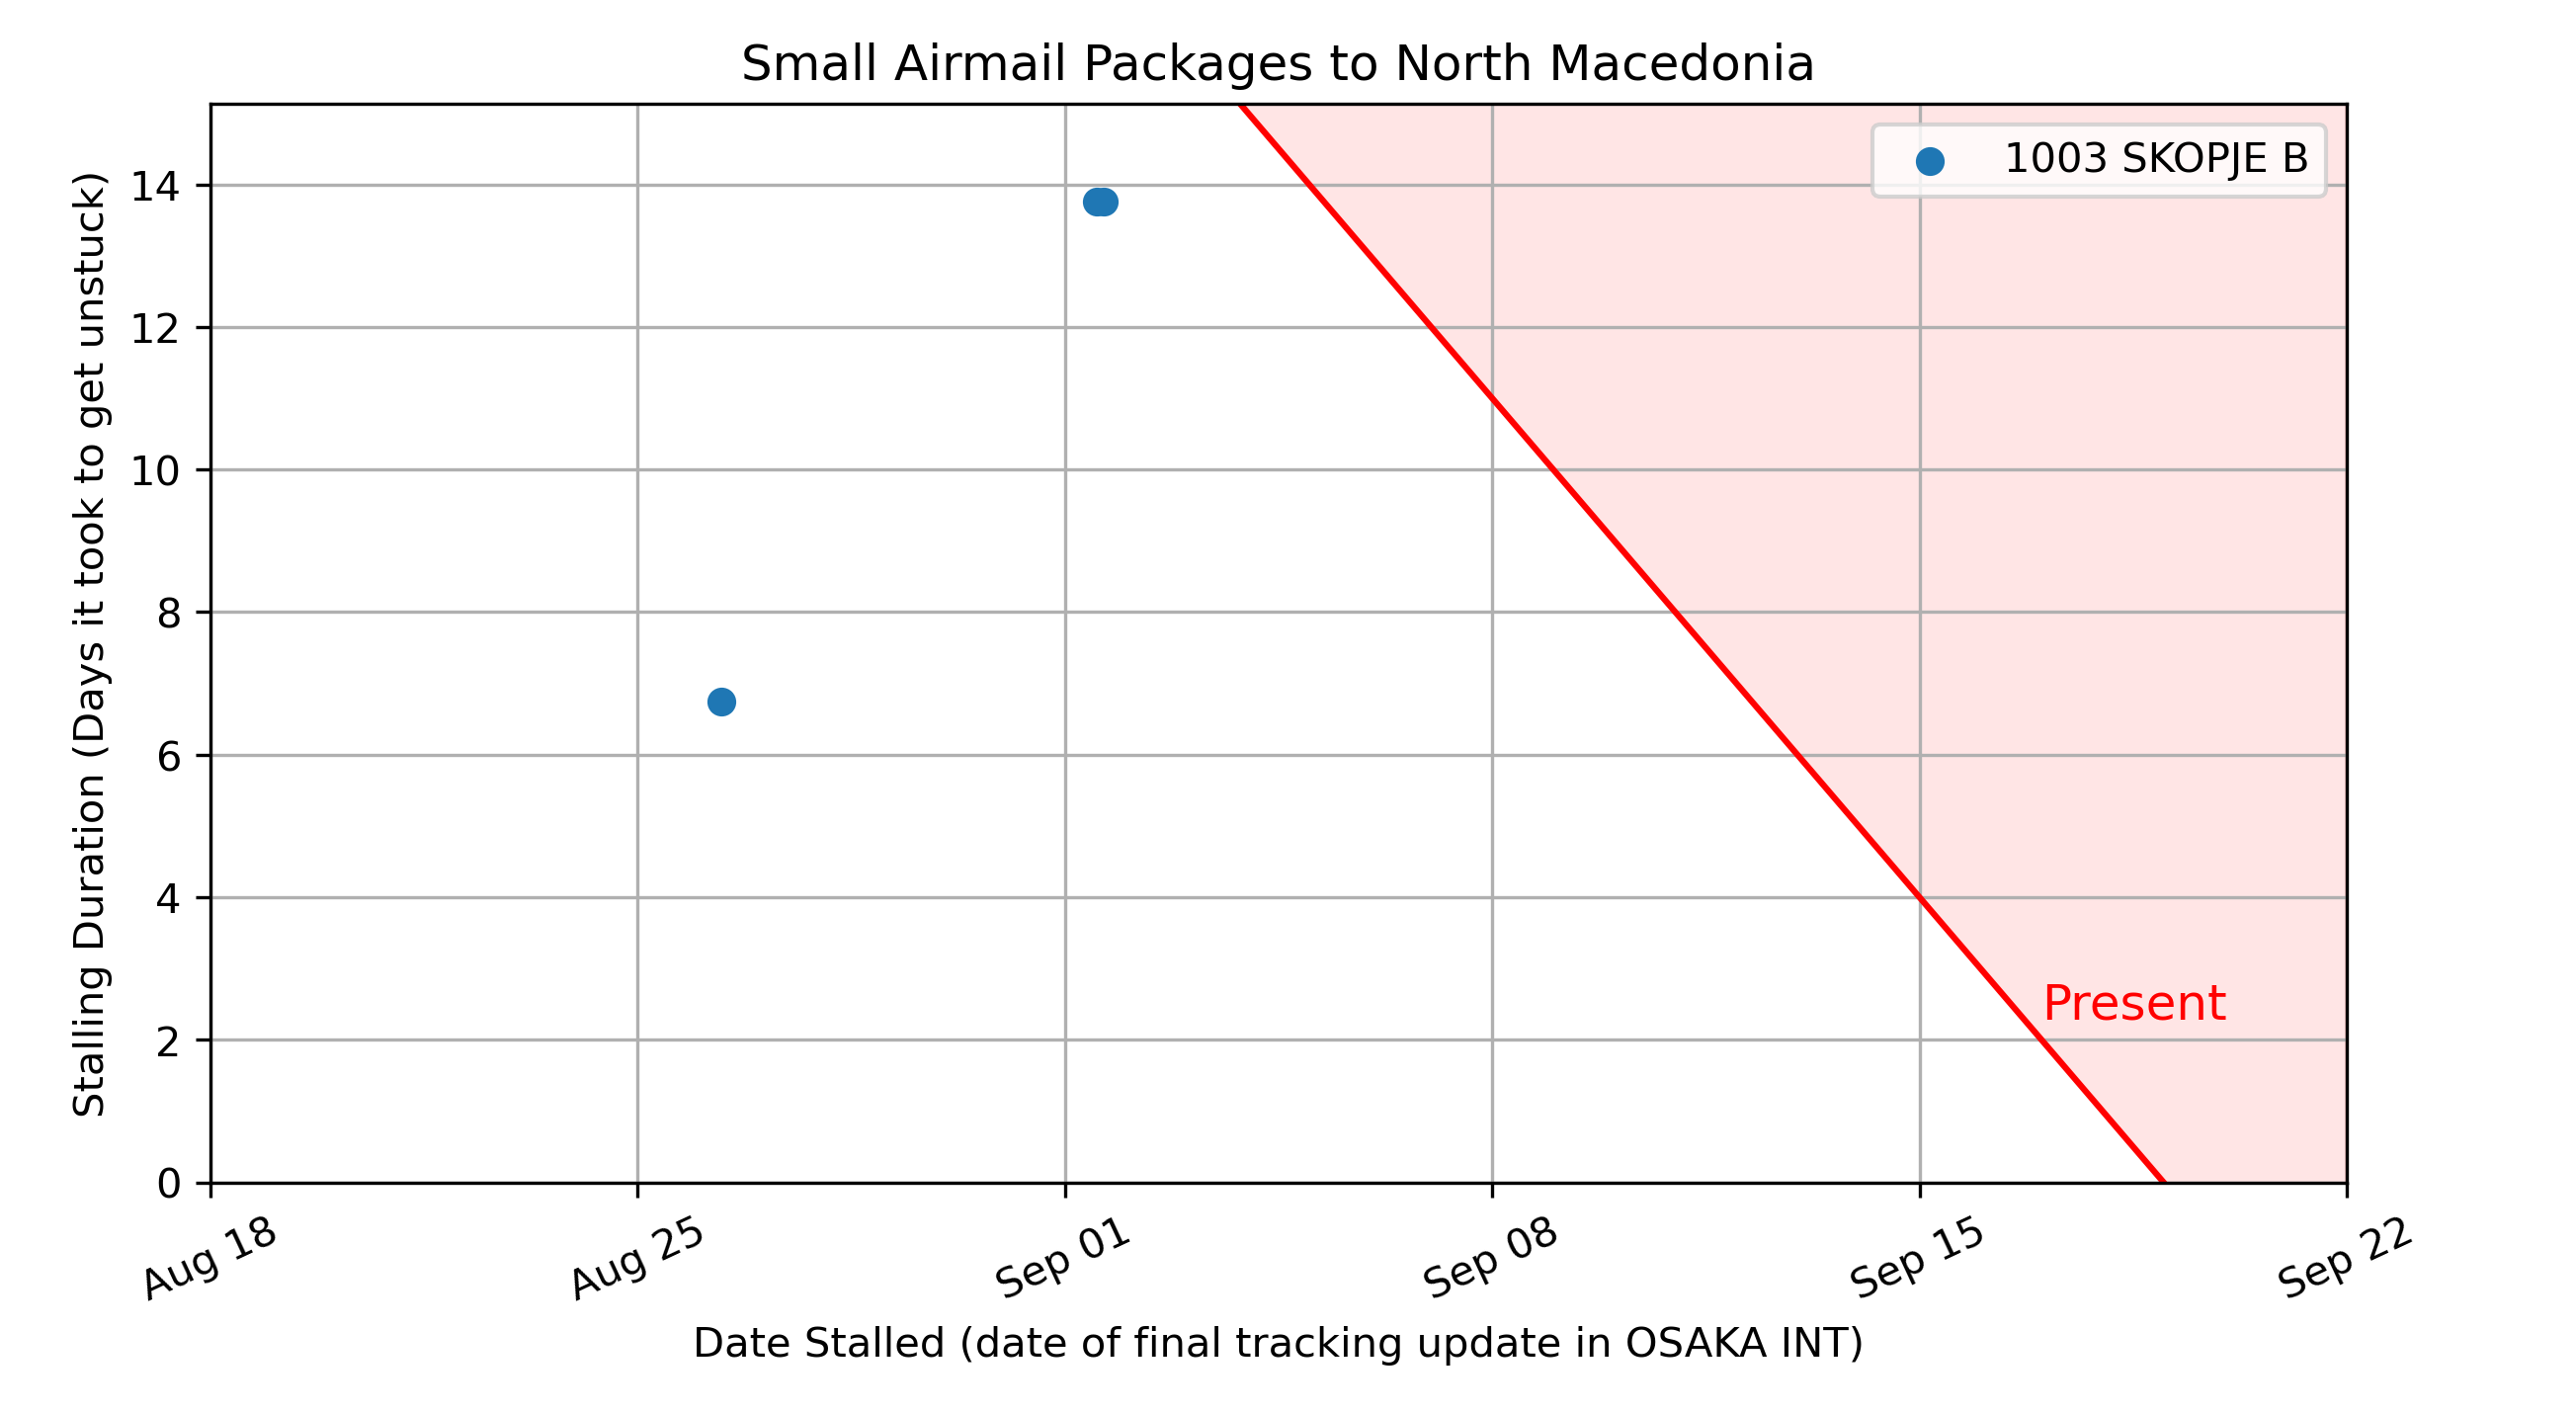 Small Airmail Packages to North Macedonia
1003 SKOPJE B
Stalling Duration (Days it took to get unstuck)
14
12
10
8
6
4
2
0
Present
Aug 18
Aug 25
Sep 01
Sep 08
Sep 15
Sep 22
Date Stalled (date of final tracking update in OSAKA INT)